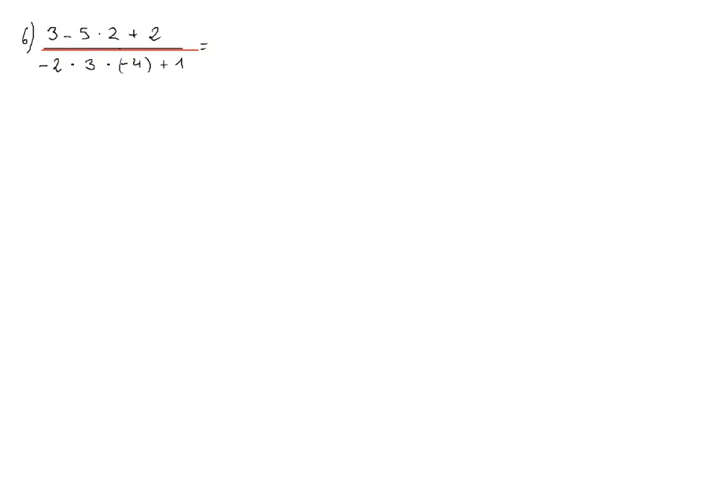 6) 3 - 5 · 2 + 2 =
-2 · 3 · (-4) + 1